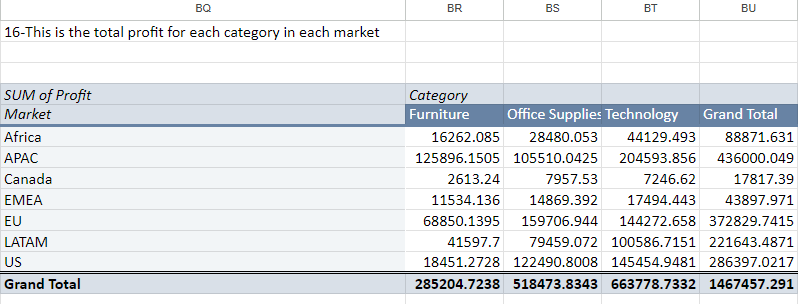 BQ BR BS BT BU
16-This is the total profit for each category in each market
SUM of Profit Category
Market Furniture Office Supplies Technology Grand Total
Africa 16262.085 28480.053 44129.493 88871.631
APAC 125896.1505 105510.0425 204593.856 436000.049
Canada 2613.24 7957.53 7246.62 17817.39
EMEA 11534.136 14869.392 17494.443 43897.971
EU 68850.1395 159706.944 144272.658 372829.7415
LATAM 41597.7 79459.072 100586.7151 221643.4871
US 18451.2728 122490.8008 145454.9481 286397.0217
Grand Total 285204.7238 518473.8343 663778.7332 1467457.291